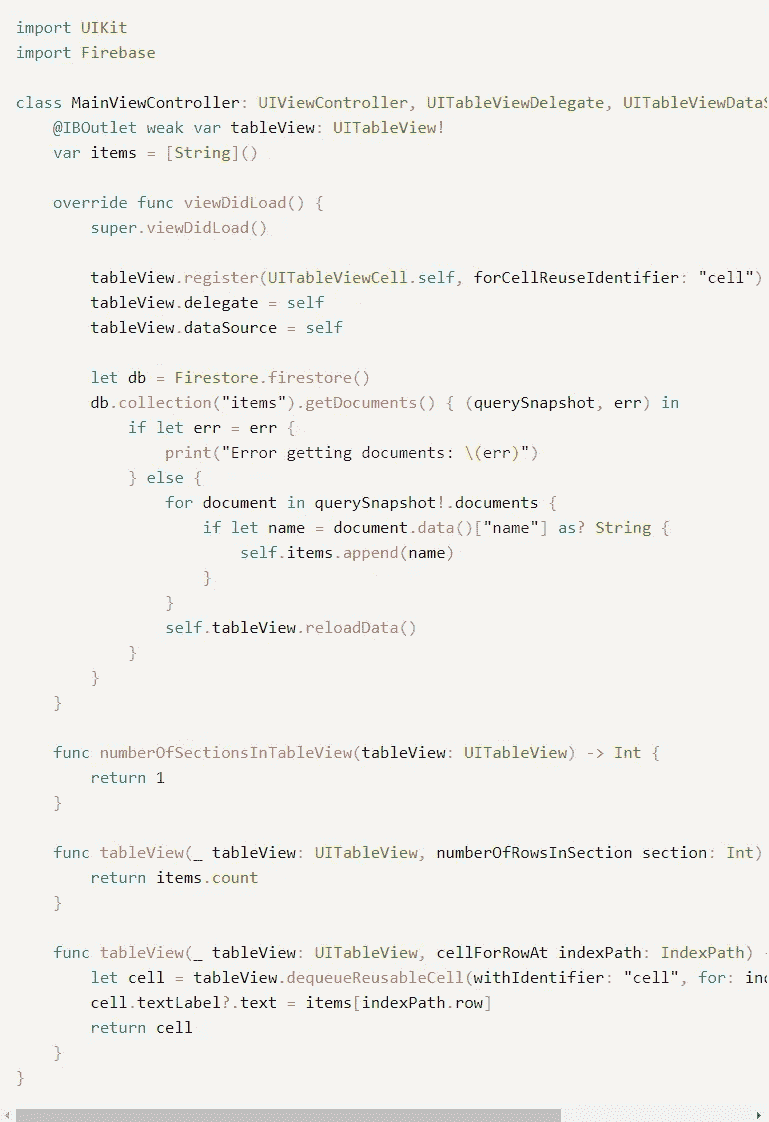 import UIKit
import Firebase

class MainViewController: UIViewController, UITableViewDelegate, UITableViewData
    @IBOutlet weak var tableView: UITableView!
    var items = [String]()

    override func viewDidLoad() {
        super.viewDidLoad()

        tableView.register(UITableViewCell.self, forCellReuseIdentifier: "cell")
        tableView.delegate = self
        tableView.dataSource = self

        let db = Firestore.firestore()
        db.collection("items").getDocuments() { (querySnapshot, err) in
            if let err = err {
                print("Error getting documents: \(err)")
            } else {
                for document in querySnapshot!.documents {
                    if let name = document.data()["name"] as? String {
                        self.items.append(name)
                    }
                }
                self.tableView.reloadData()
            }
        }
    }

    func numberOfSectionsInTableView(tableView: UITableView) -> Int {
        return 1
    }

    func tableView(_ tableView: UITableView, numberOfRowsInSection section: Int)
        return items.count
    }

    func tableView(_ tableView: UITableView, cellForRowAt indexPath: IndexPath) -
        let cell = tableView.dequeueReusableCell(withIdentifier: "cell", for: in
        cell.textLabel?.text = items[indexPath.row]
        return cell
    }
}